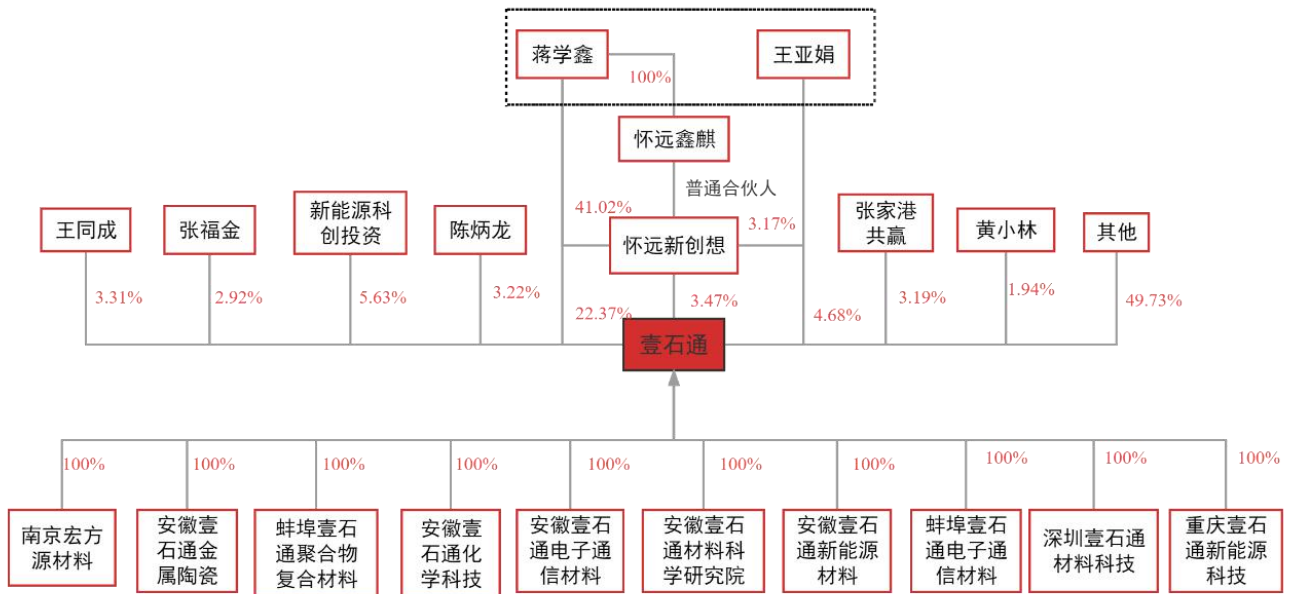 蒋学鑫
王亚娟
100%
怀远鑫麒
普通合伙人
王同成
张福金
新能源科
创投资
陈炳龙
41.02%
怀远新创想
3.17%
张家港
共赢
黄小林
其他
3.31%
2.92%
5.63%
3.22%
22.37%
3.47%
4.68%
3.19%
1.94%
49.73%
壹石通
100%
100%
100%
100%
100%
100%
100%
100%
100%
100%
南京宏方
源材料
安徽壹
石通金
属陶瓷
蚌埠壹石
通聚合物
复合材料
安徽壹
石通化
学科技
安徽壹石
通电子通
信材料
安徽壹石
通材料科
学研究院
安徽壹石
通新能源
材料
蚌埠壹石
通电子通
信材料
深圳壹石通
材料科技
重庆壹石
通新能源
科技